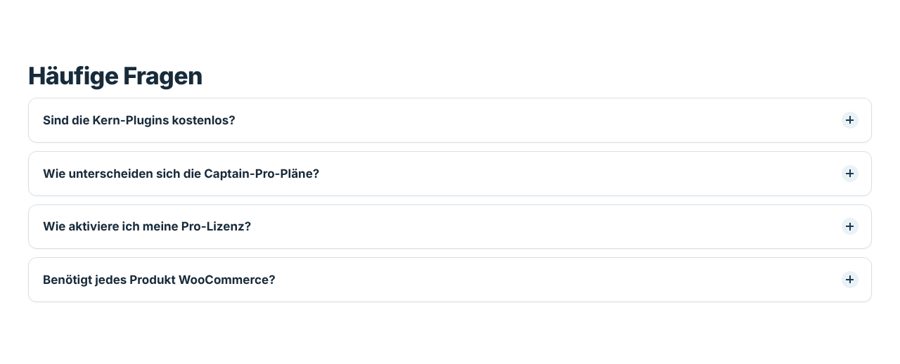 Häufige Fragen
Sind die Kern-Plugins kostenlos?
Wie unterscheiden sich die Captain-Pro-Pläne?
Wie aktiviere ich meine Pro-Lizenz?
Benötigt jedes Produkt WooCommerce?